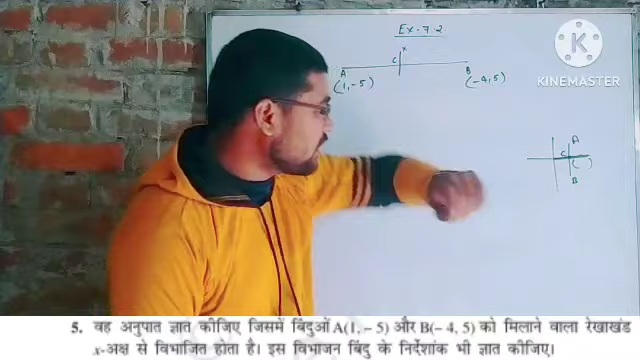 Ex-7.2
x
C
A B
(1, -5) (-4, 5)
K
KINEMASTER
A
C ( )
B
5. वह अनुपात ज्ञात कीजिए जिसमें बिंदुओं A(1, – 5) और B(– 4, 5) को मिलाने वाला रेखाखंड
x-अक्ष से विभाजित होता है। इस विभाजन बिंदु के निर्देशांक भी ज्ञात कीजिए।